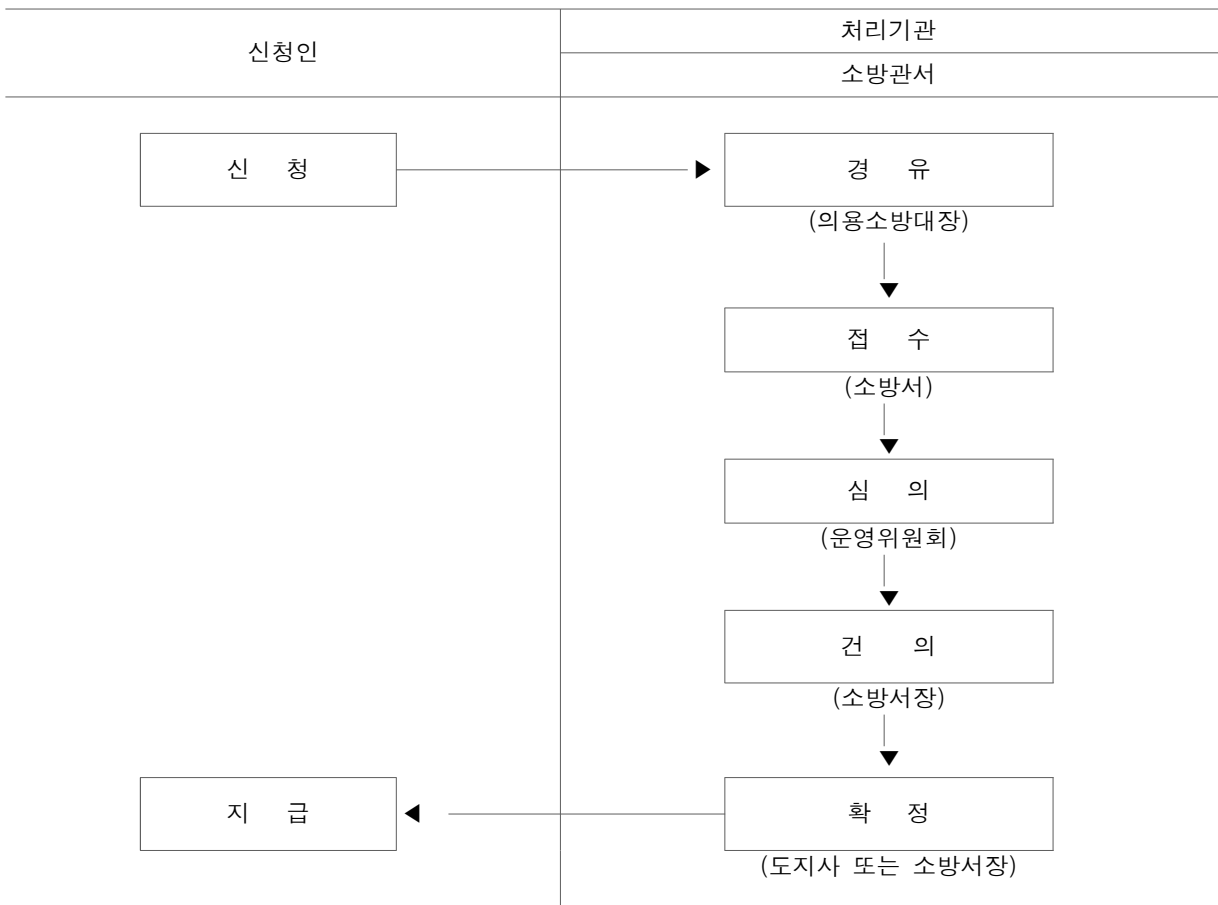 신청인
처리기관
소방관서
신 청
경 유
(의용소방대장)
접 수
(소방서)
심 의
(운영위원회)
건 의
(소방서장)
지 급
확 정
(도지사 또는 소방서장)